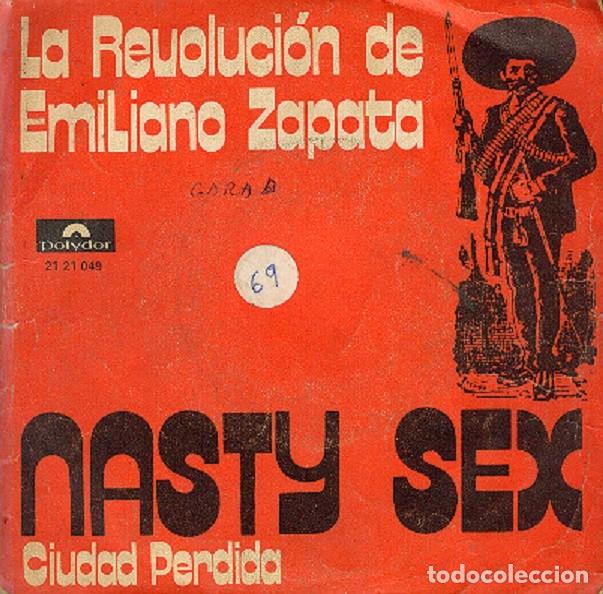 La Revolución de
Emiliano Zapata
polydor
21 21 049
69
NASTY SEX
Ciudad Perdida
todocoleccion